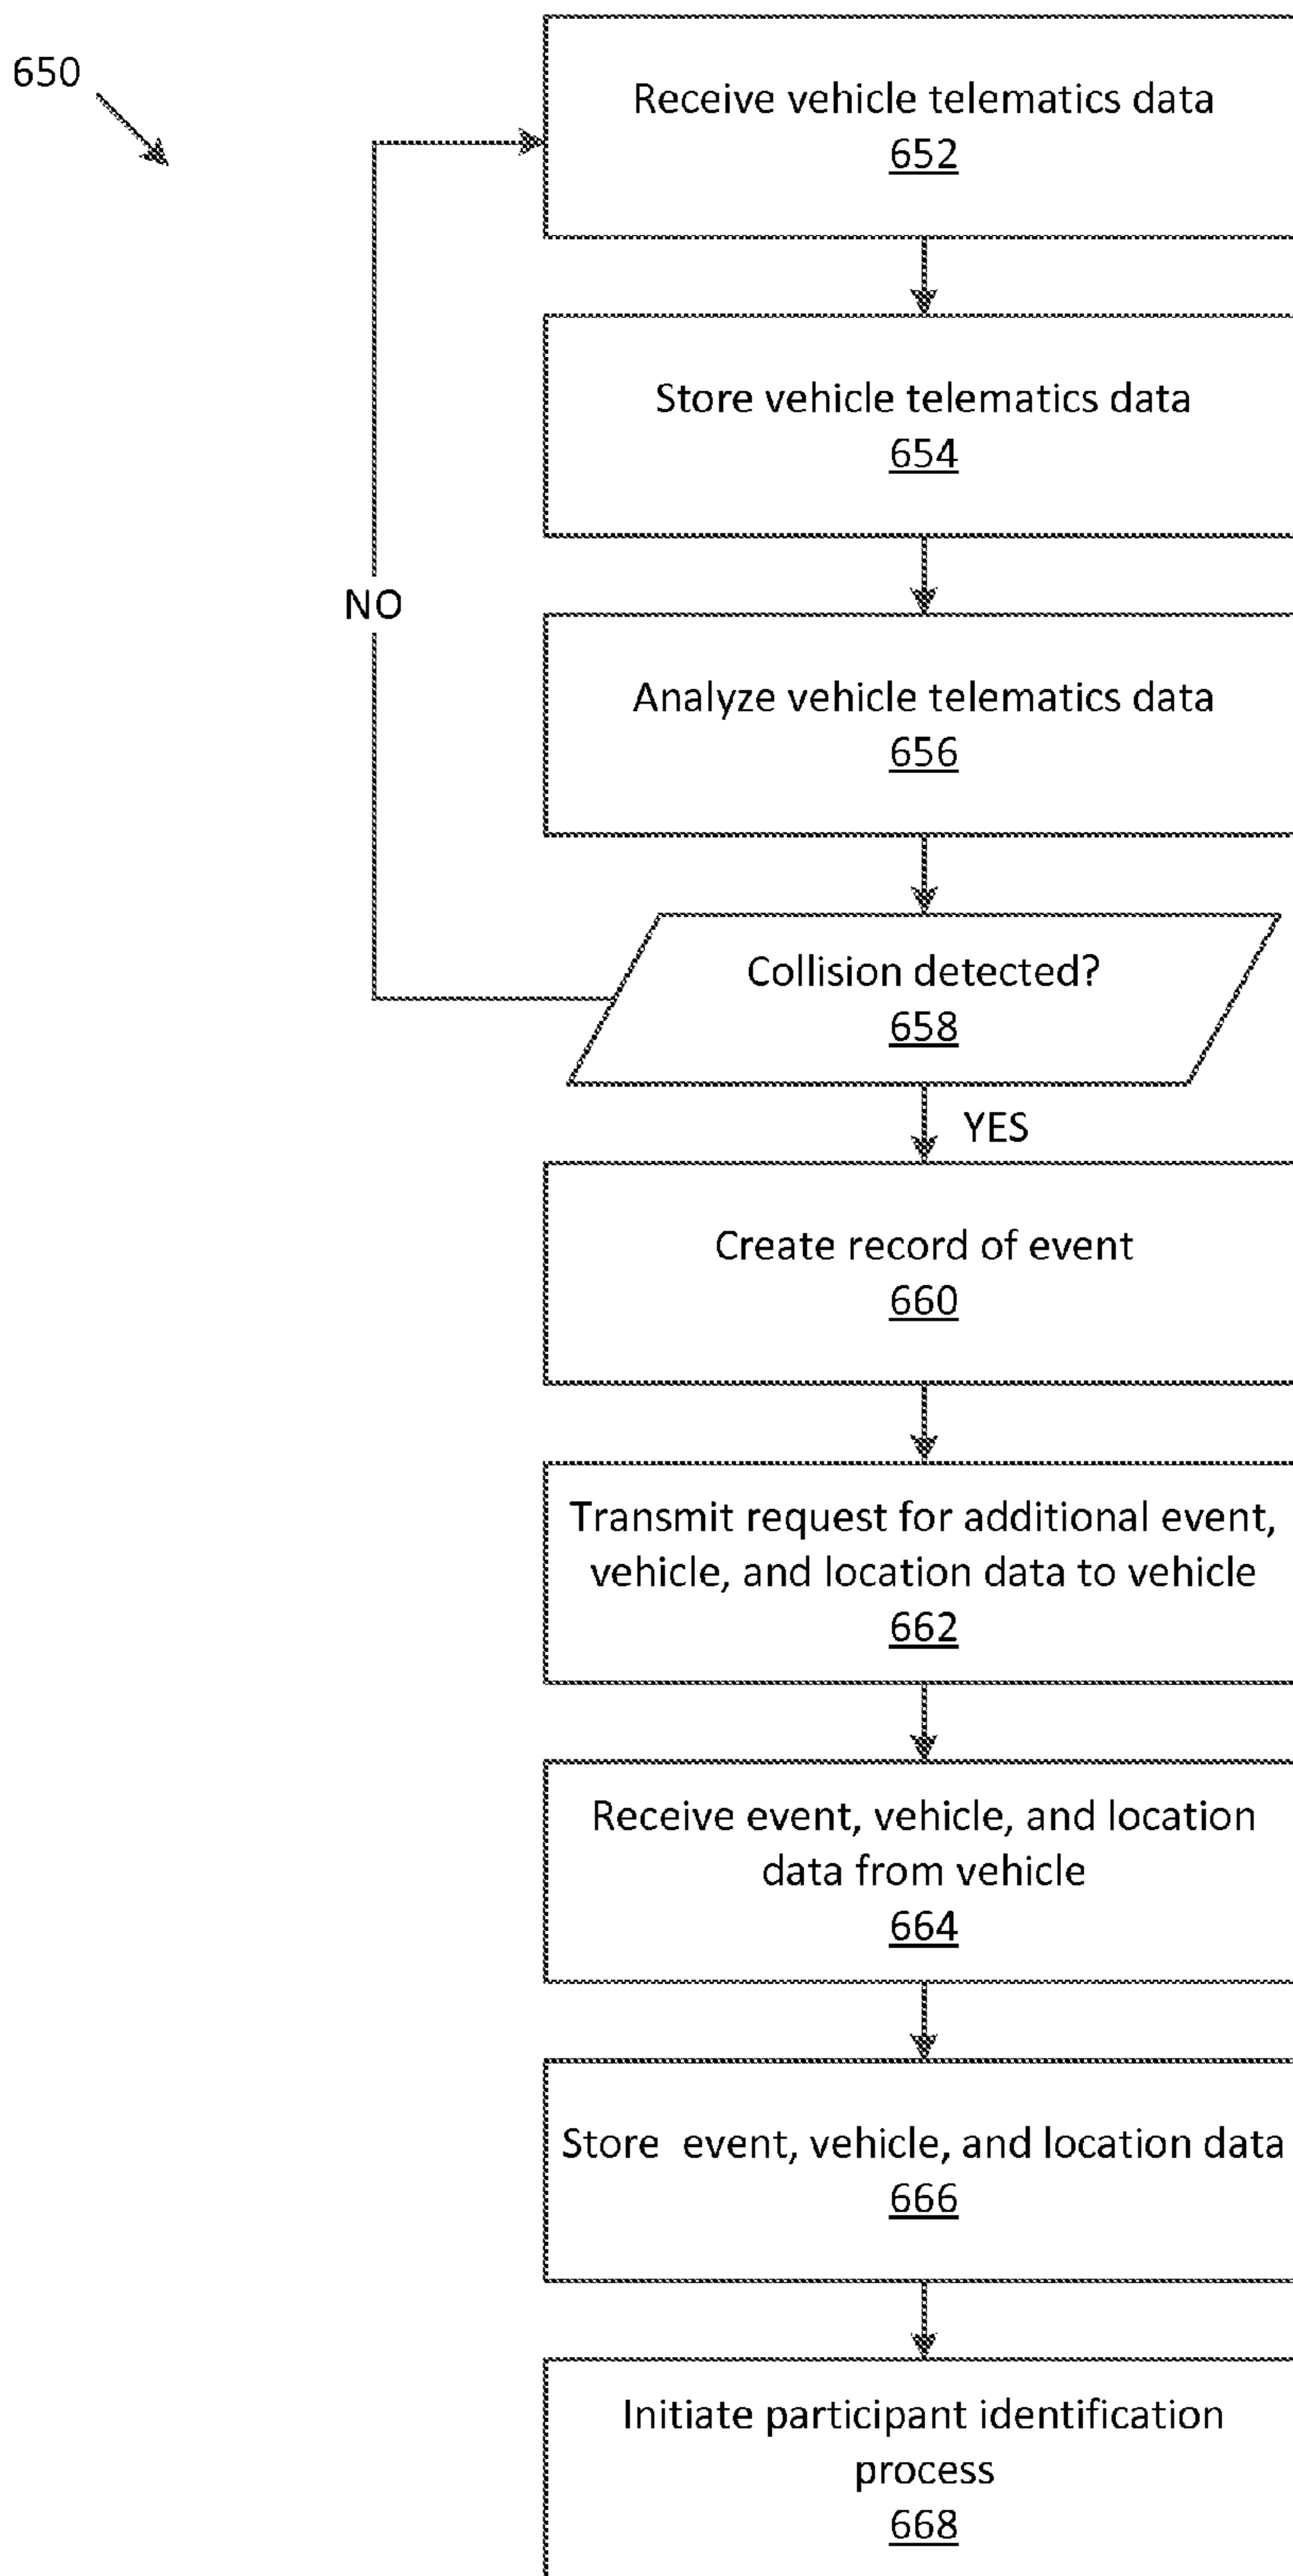 650
Receive vehicle telematics data
652
Store vehicle telematics data
654
NO
Analyze vehicle telematics data
656
Collision detected?
658
YES
Create record of event
660
Transmit request for additional event,
vehicle, and location data to vehicle
662
Receive event, vehicle, and location
data from vehicle
664
Store event, vehicle, and location data
666
Initiate participant identification
process
668